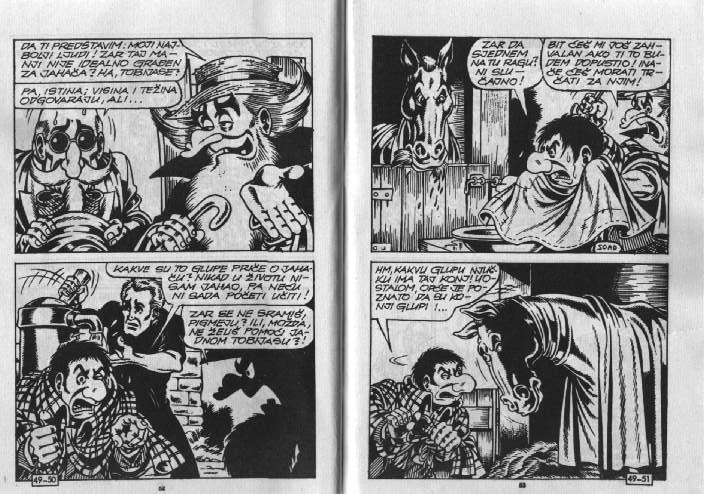 DA TI PREDSTAVIM: MOJI NAJ-
BOLJI LJUDI! ZAR TAJ MA-
NJI NIJE IDEALNO GRAĐEN
ZA JAHAČA? HA, TOBIJASE?
PA, ISTINA; VISINA I TEŽINA
ODGOVARAJU, ALI...
KAKVE SU TO GLUPE PRIČE O JAHA-
ČU? NIKAD U ŽIVOTU NI-
SAM JAHAO, PA NEĆU
NI SADA POČETI UČITI!
ZAR SE NE SRAMIŠ,
PIGMEJU? ILI, MOŽDA,
NE ŽELIŠ POMOĆI JA-
DNOM TOBIJASU?!
49-50
52
ZAR DA
SJEDNEM
NA TU RAGU?
NI SLU-
ČAJNO!
BIT ĆEŠ MI JOŠ ZAH-
VALAN AKO TI TO BU-
DEM DOPUSTIO! INA-
ČE ĆEŠ MORATI TR-
ČATI ZA NJIM!
HM, KAKVU GLUPU NJUŠ-
KU IMA TAJ KONJ! UO-
STALOM, OPĆE JE PO-
ZNATO DA SU KO-
NJI GLUPI!...
53
49-51